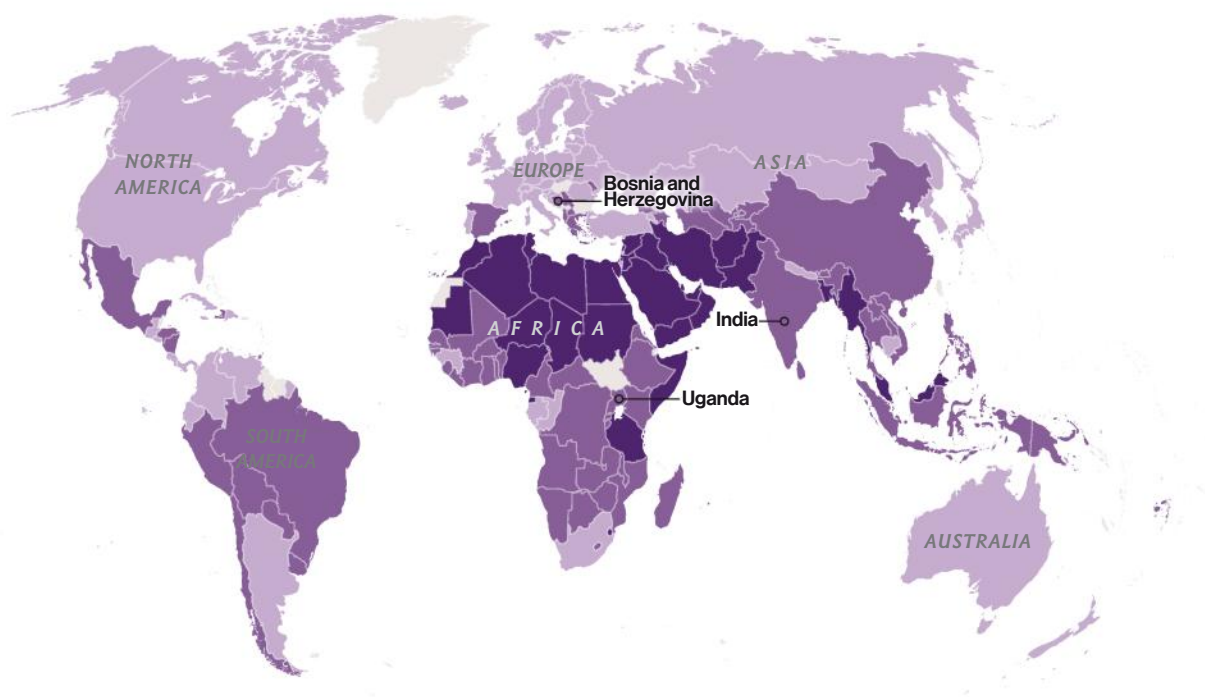 NORTH
AMERICA
EUROPE
ASIA
Bosnia and
Herzegovina
AFRICA
India
Uganda
SOUTH
AMERICA
AUSTRALIA